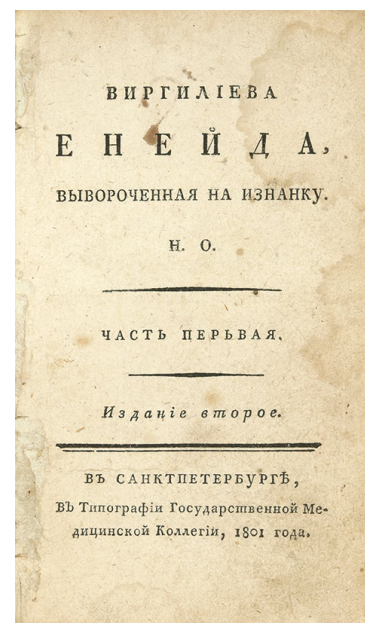 ВИРГИЛІЕВА
ЕНЕЙДА,
ВЫВОРОЧЕННАЯ НА ИЗНАНКУ.
Н. О.
ЧАСТЬ ПЕРЬВАЯ.
Изданіе второе.
ВЪ САНКТПЕТЕРБУРГѢ,
ВЪ Типографіи Государственной Ме-
дицинской Коллегіи, 1801 года.